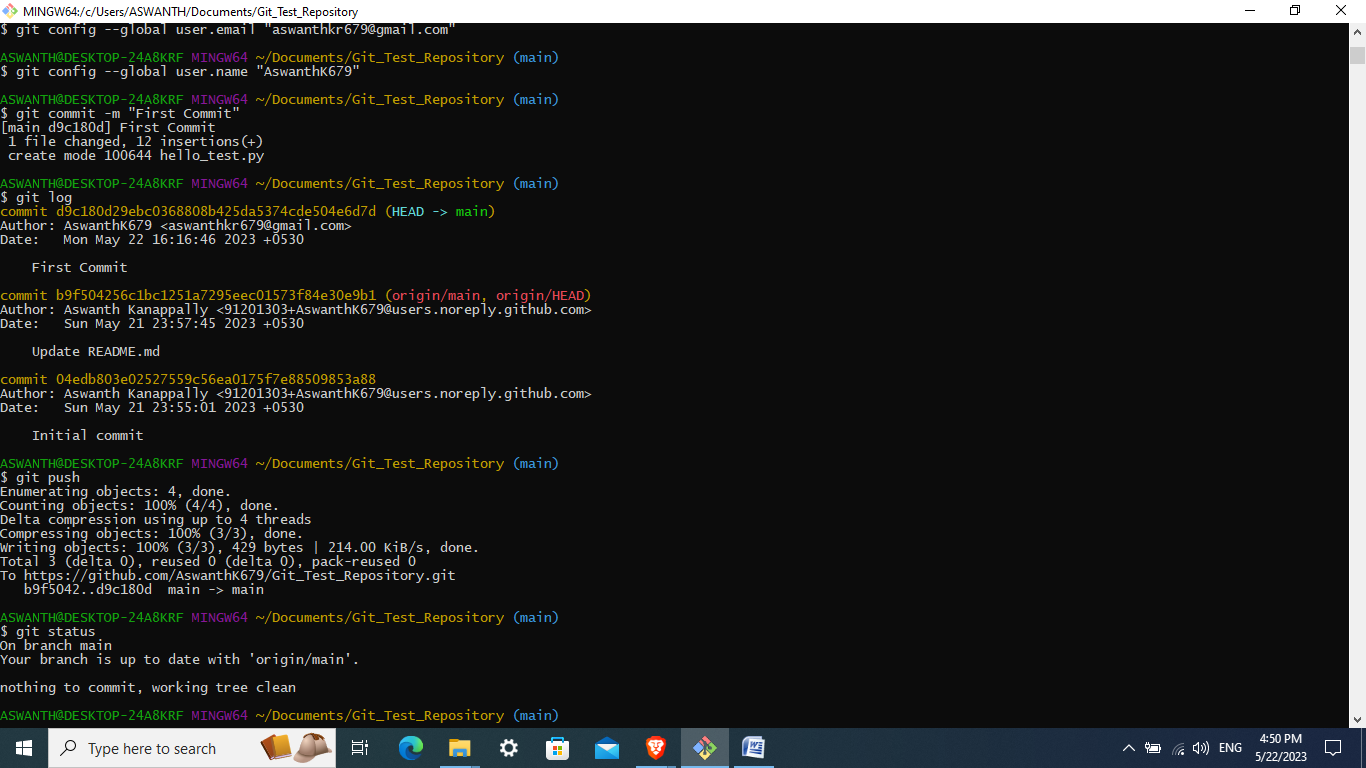 MINGW64:/c/Users/ASWANTH/Documents/Git_Test_Repository
$ git config --global user.email "aswanthkr679@gmail.com"
ASWANTH@DESKTOP-24A8KRF MINGW64 ~/Documents/Git_Test_Repository (main)
$ git config --global user.name "AswanthK679"
ASWANTH@DESKTOP-24A8KRF MINGW64 ~/Documents/Git_Test_Repository (main)
$ git commit -m "First Commit"
[main d9c180d] First Commit
 1 file changed, 12 insertions(+)
 create mode 100644 hello_test.py
ASWANTH@DESKTOP-24A8KRF MINGW64 ~/Documents/Git_Test_Repository (main)
$ git log
commit d9c180d29ebc0368808b425da5374cde504e6d7d (HEAD -> main)
Author: AswanthK679 <aswanthkr679@gmail.com>
Date:   Mon May 22 16:16:46 2023 +0530
    First Commit
commit b9f504256c1bc1251a7295eec01573f84e30e9b1 (origin/main, origin/HEAD)
Author: Aswanth Kanappally <91201303+AswanthK679@users.noreply.github.com>
Date:   Sun May 21 23:57:45 2023 +0530
    Update README.md
commit 04edb803e02527559c56ea0175f7e88509853a88
Author: Aswanth Kanappally <91201303+AswanthK679@users.noreply.github.com>
Date:   Sun May 21 23:55:01 2023 +0530
    Initial commit
ASWANTH@DESKTOP-24A8KRF MINGW64 ~/Documents/Git_Test_Repository (main)
$ git push
Enumerating objects: 4, done.
Counting objects: 100% (4/4), done.
Delta compression using up to 4 threads
Compressing objects: 100% (3/3), done.
Writing objects: 100% (3/3), 429 bytes | 214.00 KiB/s, done.
Total 3 (delta 0), reused 0 (delta 0), pack-reused 0
To https://github.com/AswanthK679/Git_Test_Repository.git
   b9f5042..d9c180d  main -> main
ASWANTH@DESKTOP-24A8KRF MINGW64 ~/Documents/Git_Test_Repository (main)
$ git status
On branch main
Your branch is up to date with 'origin/main'.
nothing to commit, working tree clean
ASWANTH@DESKTOP-24A8KRF MINGW64 ~/Documents/Git_Test_Repository (main)
Type here to search
ENG
4:50 PM
5/22/2023